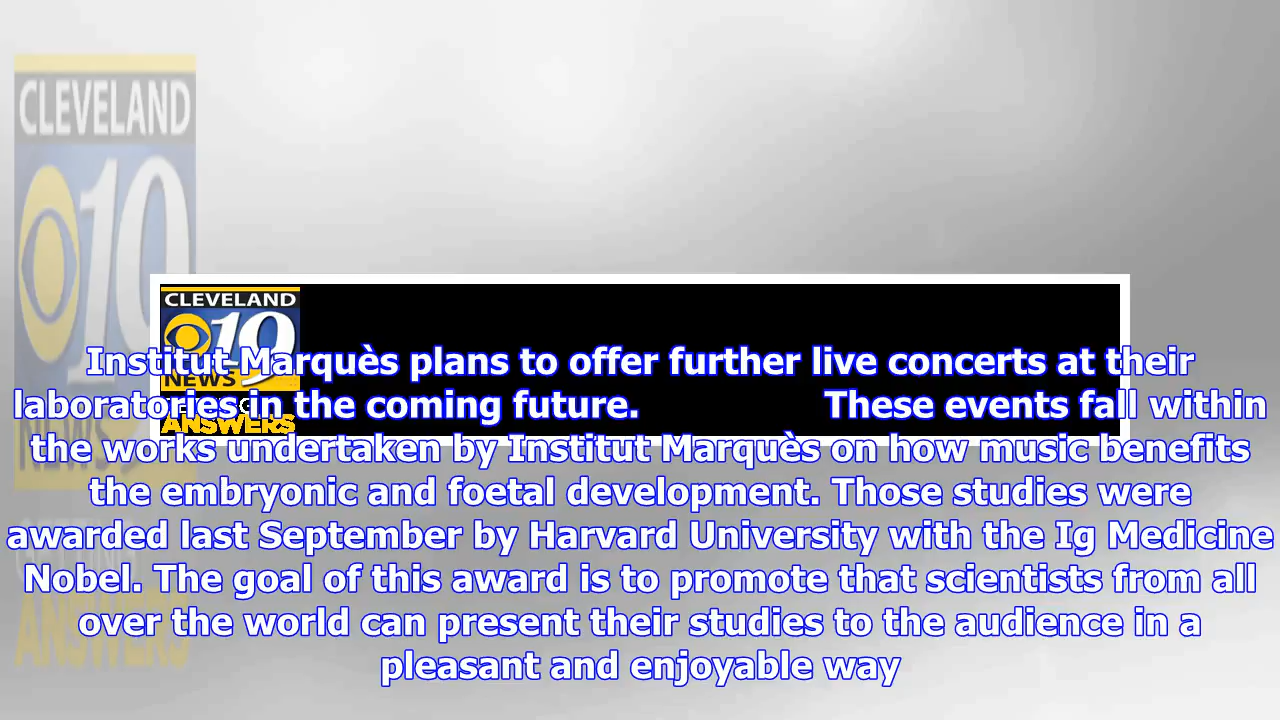 CLEVELAND
19
NEWS
GETTING
ANSWERS
CLEVELAND
19
NEWS
ANSWERS
Institut Marquès plans to offer further live concerts at their
laboratories in the coming future. These events fall within
the works undertaken by Institut Marquès on how music benefits
the embryonic and foetal development. Those studies were
awarded last September by Harvard University with the Ig Medicine
Nobel. The goal of this award is to promote that scientists from all
over the world can present their studies to the audience in a
pleasant and enjoyable way